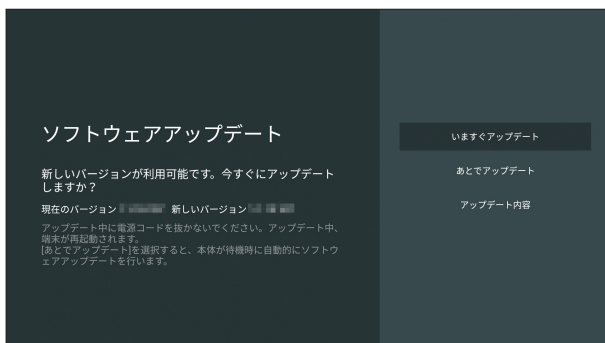 ソフトウェアアップデート
新しいバージョンが利用可能です。今すぐにアップデート
しますか？
現在のバージョン 新しいバージョン
アップデート中に電源コードを抜かないでください。アップデート中、
端末が再起動されます。
[あとでアップデート]を選択すると、本体が待機時に自動的にソフトウ
ェアアップデートを行います。
いますぐアップデート
あとでアップデート
アップデート内容